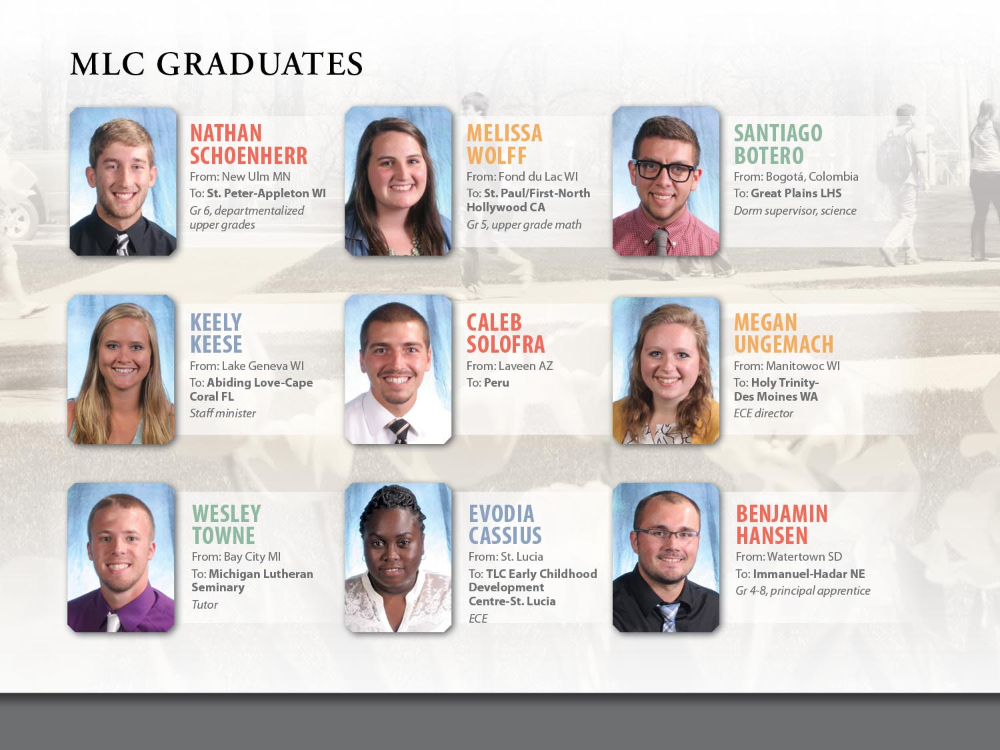 MLC GRADUATES
NATHAN
SCHOENHERR
From: New Ulm MN
To: St. Peter-Appleton WI
Gr 6, departmentalized
upper grades
MELISSA
WOLFF
From: Fond du Lac WI
To: St. Paul/First-North
Hollywood CA
Gr 5, upper grade math
SANTIAGO
BOTERO
From: Bogotá, Colombia
To: Great Plains LHS
Dorm supervisor, science
KEELY
KEESE
From: Lake Geneva WI
To: Abiding Love-Cape
Coral FL
Staff minister
CALEB
SOLOFRA
From: Laveen AZ
To: Peru
MEGAN
UNGEMACH
From: Manitowoc WI
To: Holy Trinity-
Des Moines WA
ECE director
WESLEY
TOWNE
From: Bay City MI
To: Michigan Lutheran
Seminary
Tutor
EVODIA
CASSIUS
From: St. Lucia
To: TLC Early Childhood
Development
Centre-St. Lucia
ECE
BENJAMIN
HANSEN
From: Watertown SD
To: Immanuel-Hadar NE
Gr 4-8, principal apprentice